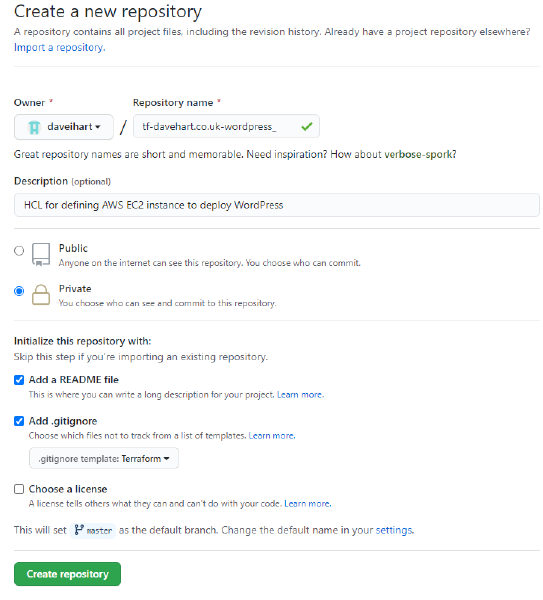 Create a new repository
A repository contains all project files, including the revision history. Already have a project repository elsewhere?
Import a repository.
Owner * Repository name *
daveihart / tf-davehart.co.uk-wordpress_
Great repository names are short and memorable. Need inspiration? How about verbose-spork?
Description (optional)
HCL for defining AWS EC2 instance to deploy WordPress
Public
Anyone on the internet can see this repository. You choose who can commit.
Private
You choose who can see and commit to this repository.
Initialize this repository with:
Skip this step if you're importing an existing repository.
Add a README file
This is where you can write a long description for your project. Learn more.
Add .gitignore
Choose which files not to track from a list of templates. Learn more.
.gitignore template: Terraform
Choose a license
A license tells others what they can and can't do with your code. Learn more.
This will set master as the default branch. Change the default name in your settings.
Create repository